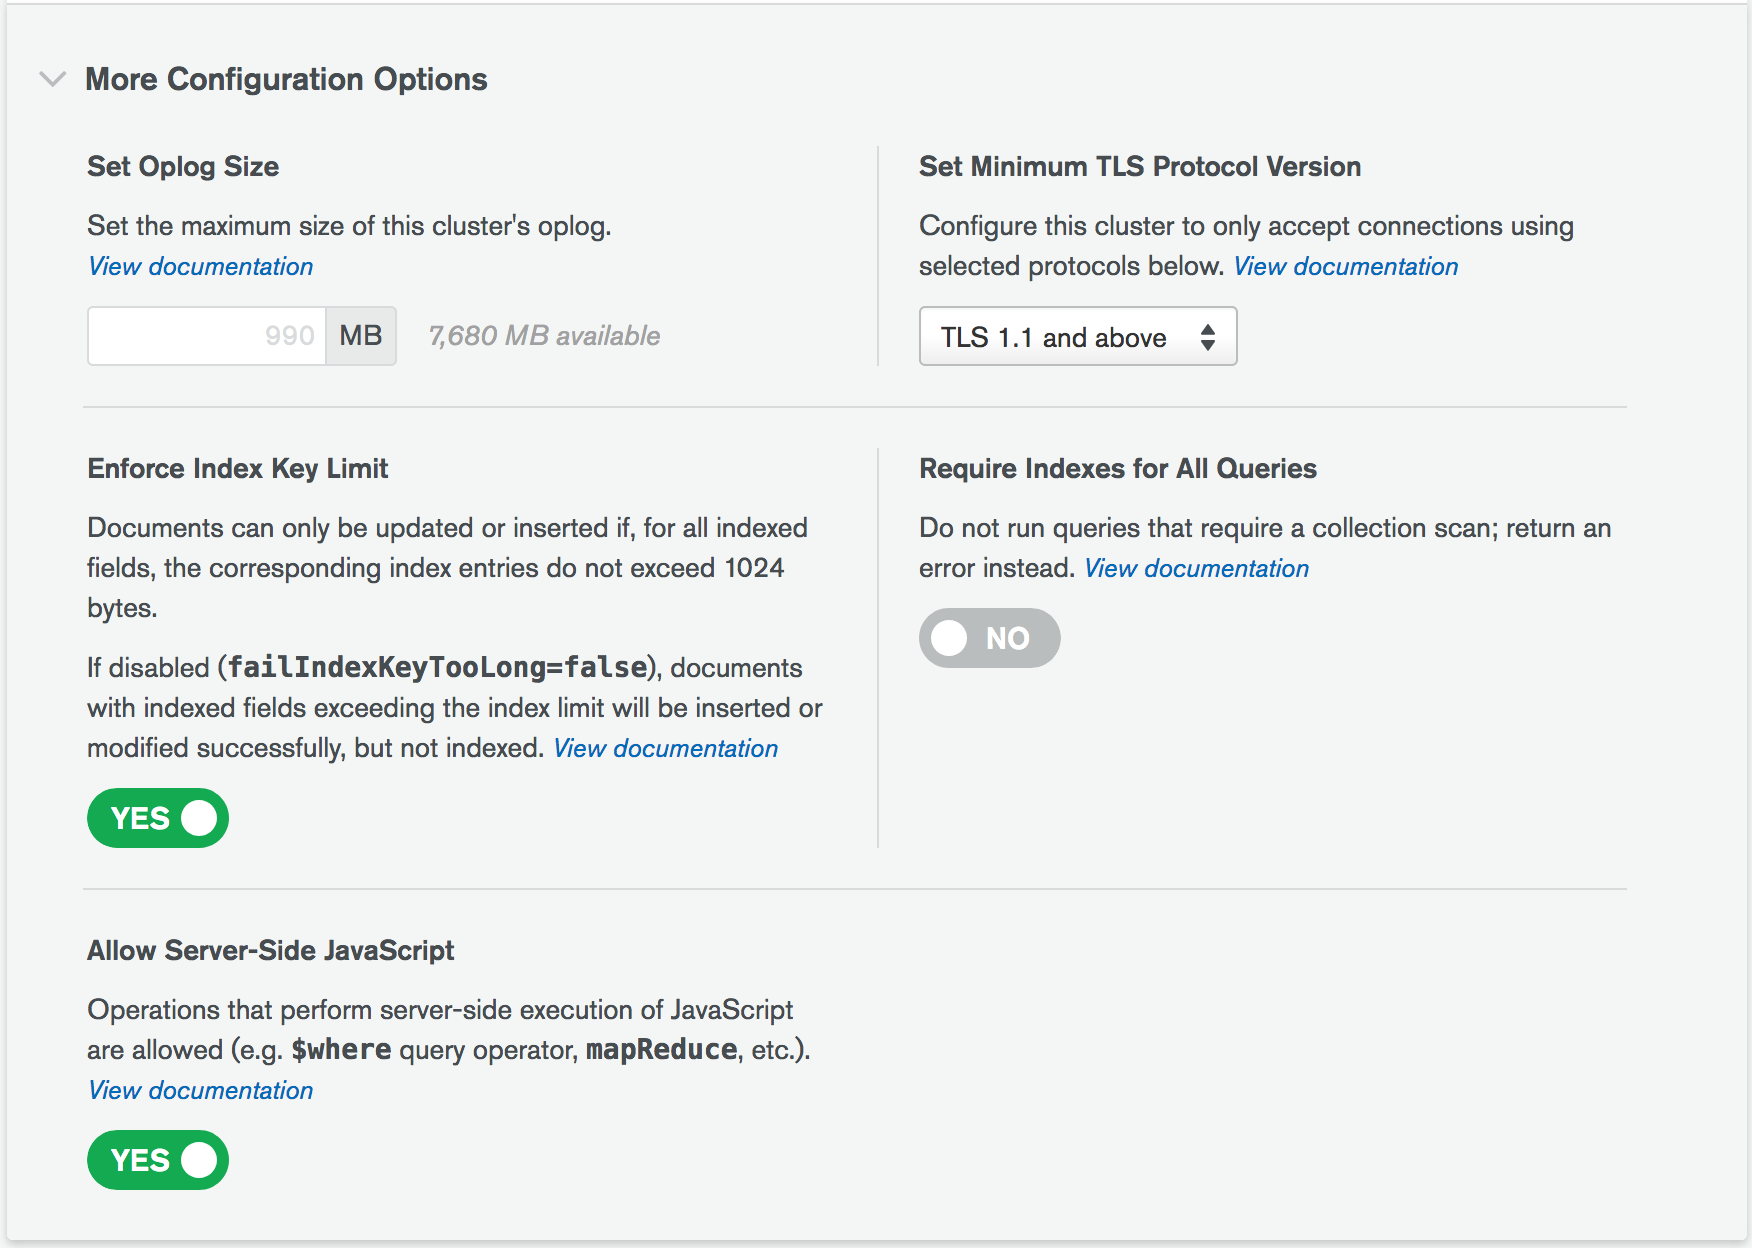 More Configuration Options
Set Oplog Size
Set the maximum size of this cluster's oplog.
View documentation
990 MB 7,680 MB available
Set Minimum TLS Protocol Version
Configure this cluster to only accept connections using
selected protocols below. View documentation
TLS 1.1 and above
Enforce Index Key Limit
Documents can only be updated or inserted if, for all indexed
fields, the corresponding index entries do not exceed 1024
bytes.
If disabled (failIndexKeyTooLong=false), documents
with indexed fields exceeding the index limit will be inserted or
modified successfully, but not indexed. View documentation
YES
Require Indexes for All Queries
Do not run queries that require a collection scan; return an
error instead. View documentation
NO
Allow Server-Side JavaScript
Operations that perform server-side execution of JavaScript
are allowed (e.g. $where query operator, mapReduce, etc.).
View documentation
YES